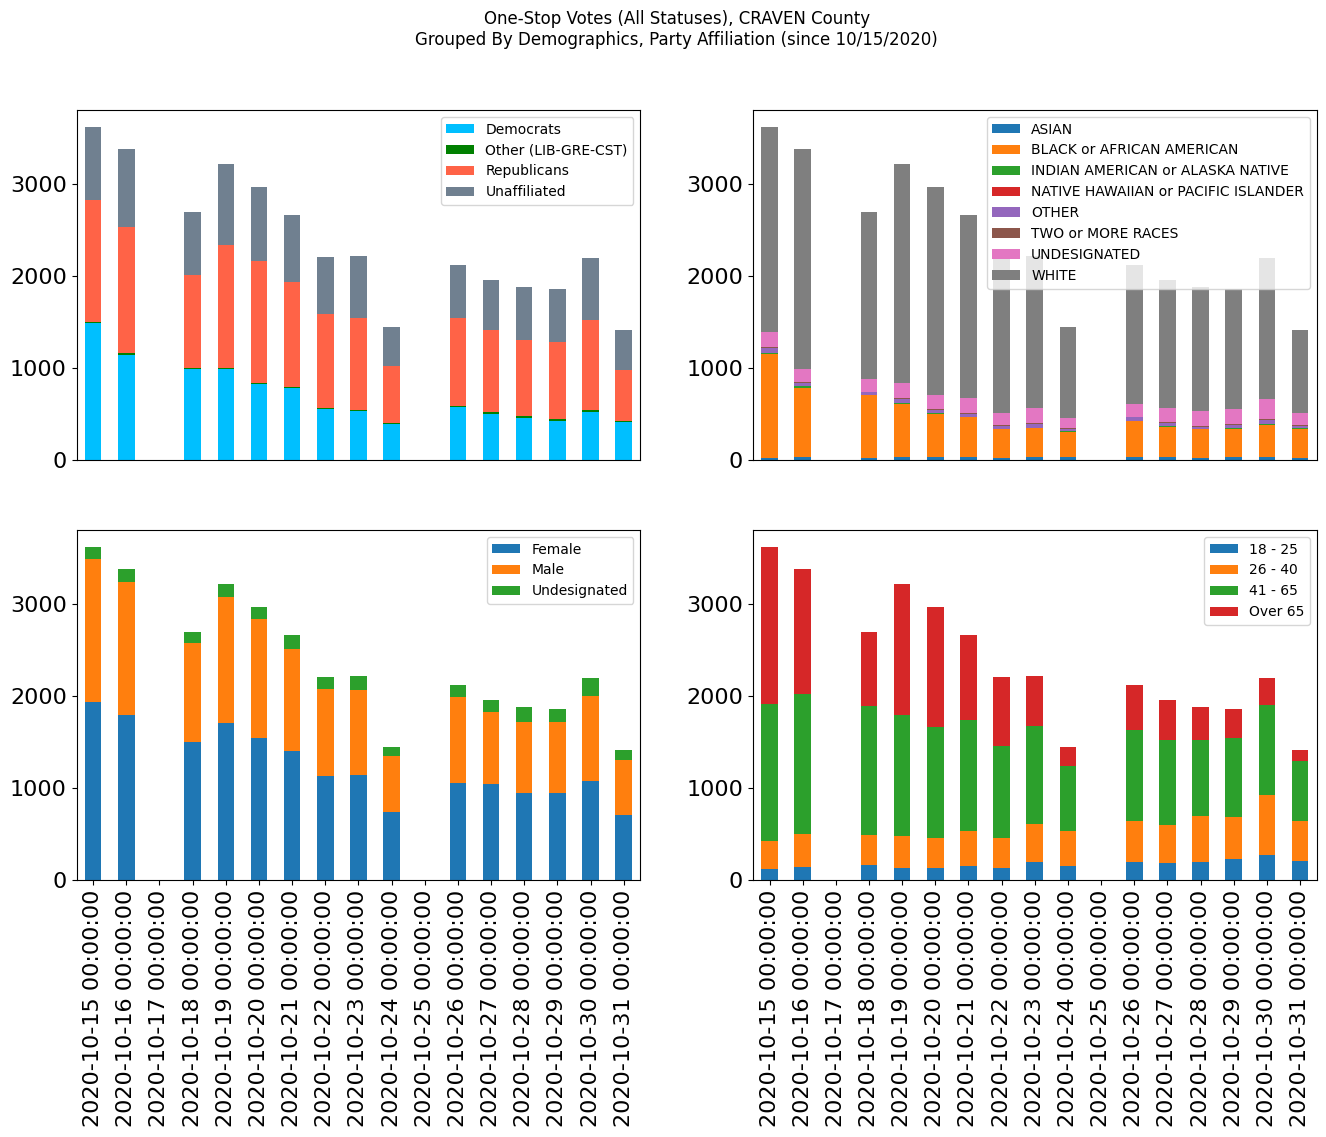 One-Stop Votes (All Statuses), CRAVEN County
Grouped By Demographics, Party Affiliation (since 10/15/2020)
3000
2000
1000
0
Democrats
Other (LIB-GRE-CST)
Republicans
Unaffiliated
3000
2000
1000
0
ASIAN
BLACK or AFRICAN AMERICAN
INDIAN AMERICAN or ALASKA NATIVE
NATIVE HAWAIIAN or PACIFIC ISLANDER
OTHER
TWO or MORE RACES
UNDESIGNATED
WHITE
3000
2000
1000
0
Female
Male
Undesignated
2020-10-15 00:00:00
2020-10-16 00:00:00
2020-10-17 00:00:00
2020-10-18 00:00:00
2020-10-19 00:00:00
2020-10-20 00:00:00
2020-10-21 00:00:00
2020-10-22 00:00:00
2020-10-23 00:00:00
2020-10-24 00:00:00
2020-10-25 00:00:00
2020-10-26 00:00:00
2020-10-27 00:00:00
2020-10-28 00:00:00
2020-10-29 00:00:00
2020-10-30 00:00:00
2020-10-31 00:00:00
3000
2000
1000
0
18 - 25
26 - 40
41 - 65
Over 65
2020-10-15 00:00:00
2020-10-16 00:00:00
2020-10-17 00:00:00
2020-10-18 00:00:00
2020-10-19 00:00:00
2020-10-20 00:00:00
2020-10-21 00:00:00
2020-10-22 00:00:00
2020-10-23 00:00:00
2020-10-24 00:00:00
2020-10-25 00:00:00
2020-10-26 00:00:00
2020-10-27 00:00:00
2020-10-28 00:00:00
2020-10-29 00:00:00
2020-10-30 00:00:00
2020-10-31 00:00:00